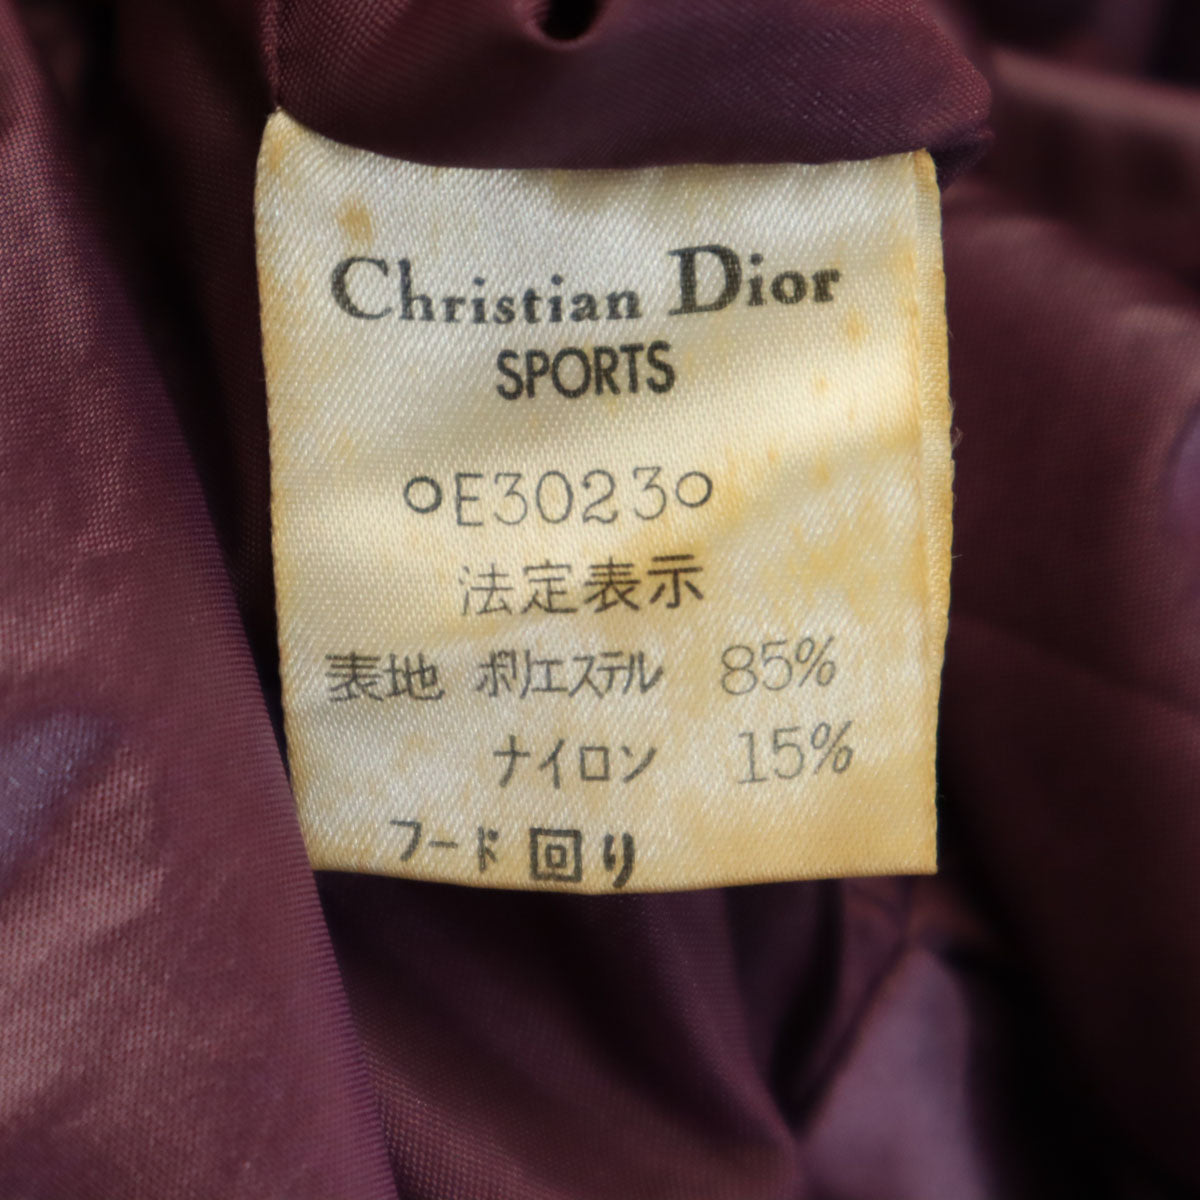 Christian Dior
SPORTS
○E3023○
法定表示
表地 ポリエステル 85%
ナイロン 15%
フード回り